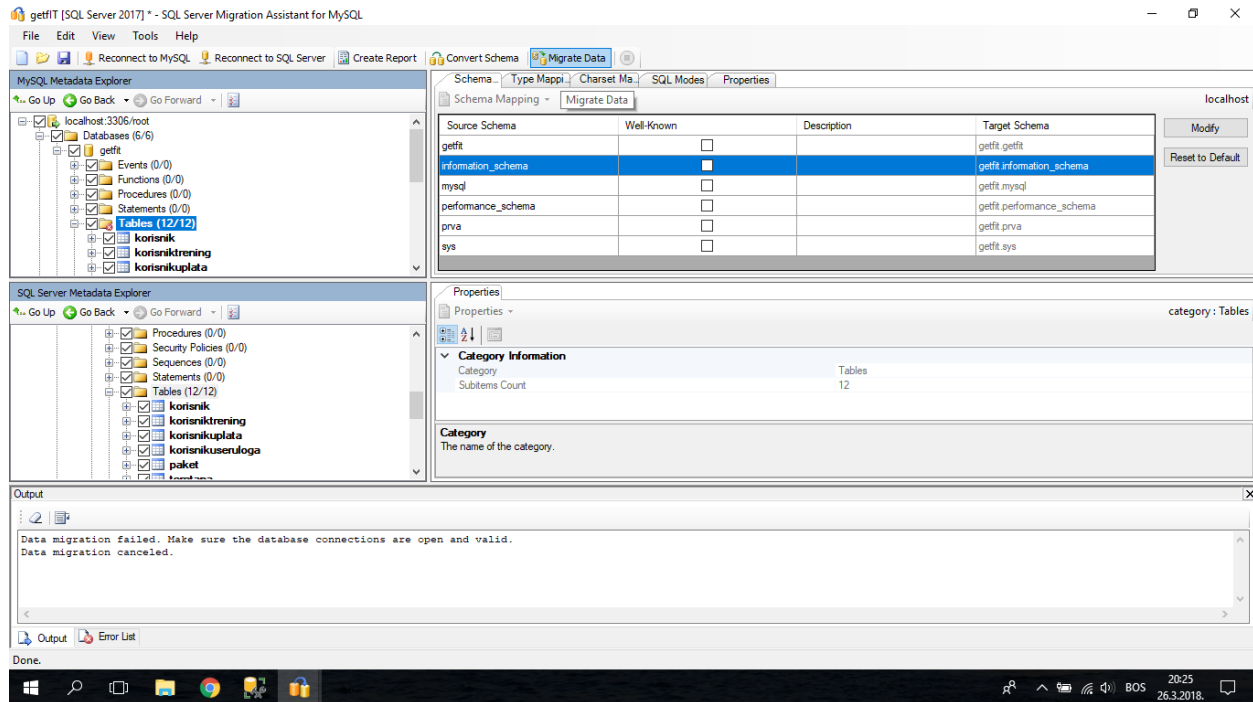 getfIT [SQL Server 2017] * - SQL Server Migration Assistant for MySQL
File Edit View Tools Help
Reconnect to MySQL Reconnect to SQL Server Create Report Convert Schema Migrate Data
MySQL Metadata Explorer
Go Up Go Back Go Forward
localhost:3306/root
Databases (6/6)
getfit
Events (0/0)
Functions (0/0)
Procedures (0/0)
Statements (0/0)
Tables (12/12)
korisnik
korisniktrening
korisnikuplata
Schema... Type Mappi... Charset Ma... SQL Modes Properties
Schema Mapping Migrate Data localhost
Source Schema Well-Known Description Target Schema
getfit getfit.getfit
information_schema getfit.information_schema
mysql getfit.mysql
performance_schema getfit.performance_schema
prva getfit.prva
sys getfit.sys
Modify
Reset to Default
SQL Server Metadata Explorer
Go Up Go Back Go Forward
Procedures (0/0)
Security Policies (0/0)
Sequences (0/0)
Statements (0/0)
Tables (12/12)
korisnik
korisniktrening
korisnikuplata
korisnikuseruloga
paket
Properties
Properties category : Tables
Category Information
Category Tables
Subitems Count 12
Category
The name of the category.
Output
Data migration failed. Make sure the database connections are open and valid.
Data migration canceled.
Output Error List
Done.
BOS 20:25
26.3.2018.